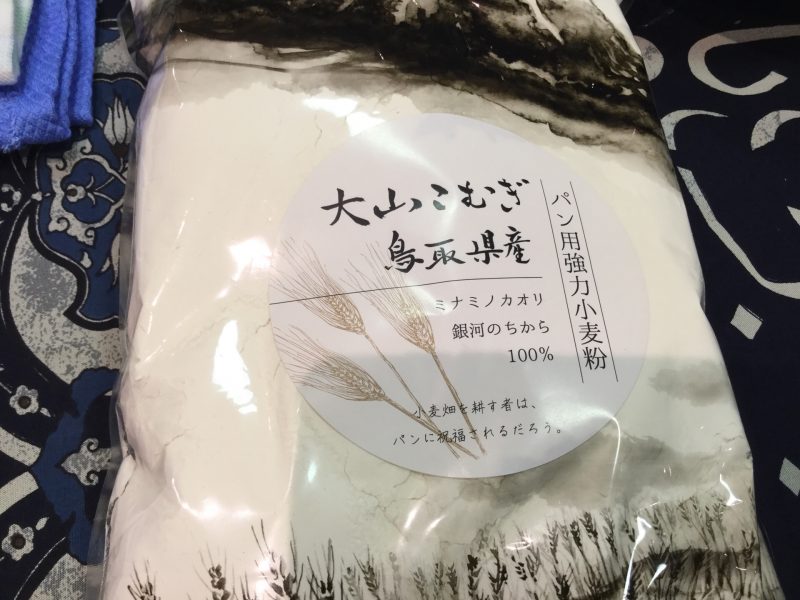 大山こむぎ
鳥取県産
パン用強力小麦粉
ミナミノカオリ
銀河のちから
100%
小麦畑を耕す者は、
パンに祝福されるだろう。